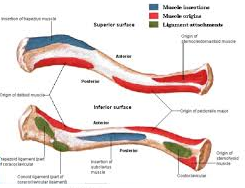 Muscle insertions
Muscle origins
Ligament attachments
Insertion of trapezius muscle
Superior surface
Origin of
sternocleidomastoid muscle
Anterior
Posterior
Origin of deltoid muscle
Inferior surface
Origin of pectoralis major
Anterior
Trapezoid ligament (part
of coracoclavicular
Insertion of
subclavius
muscle
Posterior
Origin of
sternohyoid
muscle
Conoid ligament (part of
coracoclavicular ligament)
Costoclavicular